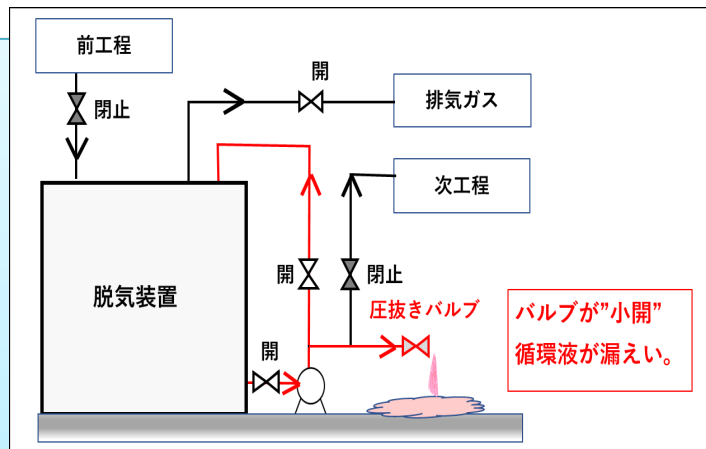 前工程
閉止
開
排気ガス
次工程
開
閉止
脱気装置
圧抜きバルブ
開
バルブが”小開”
循環液が漏えい。